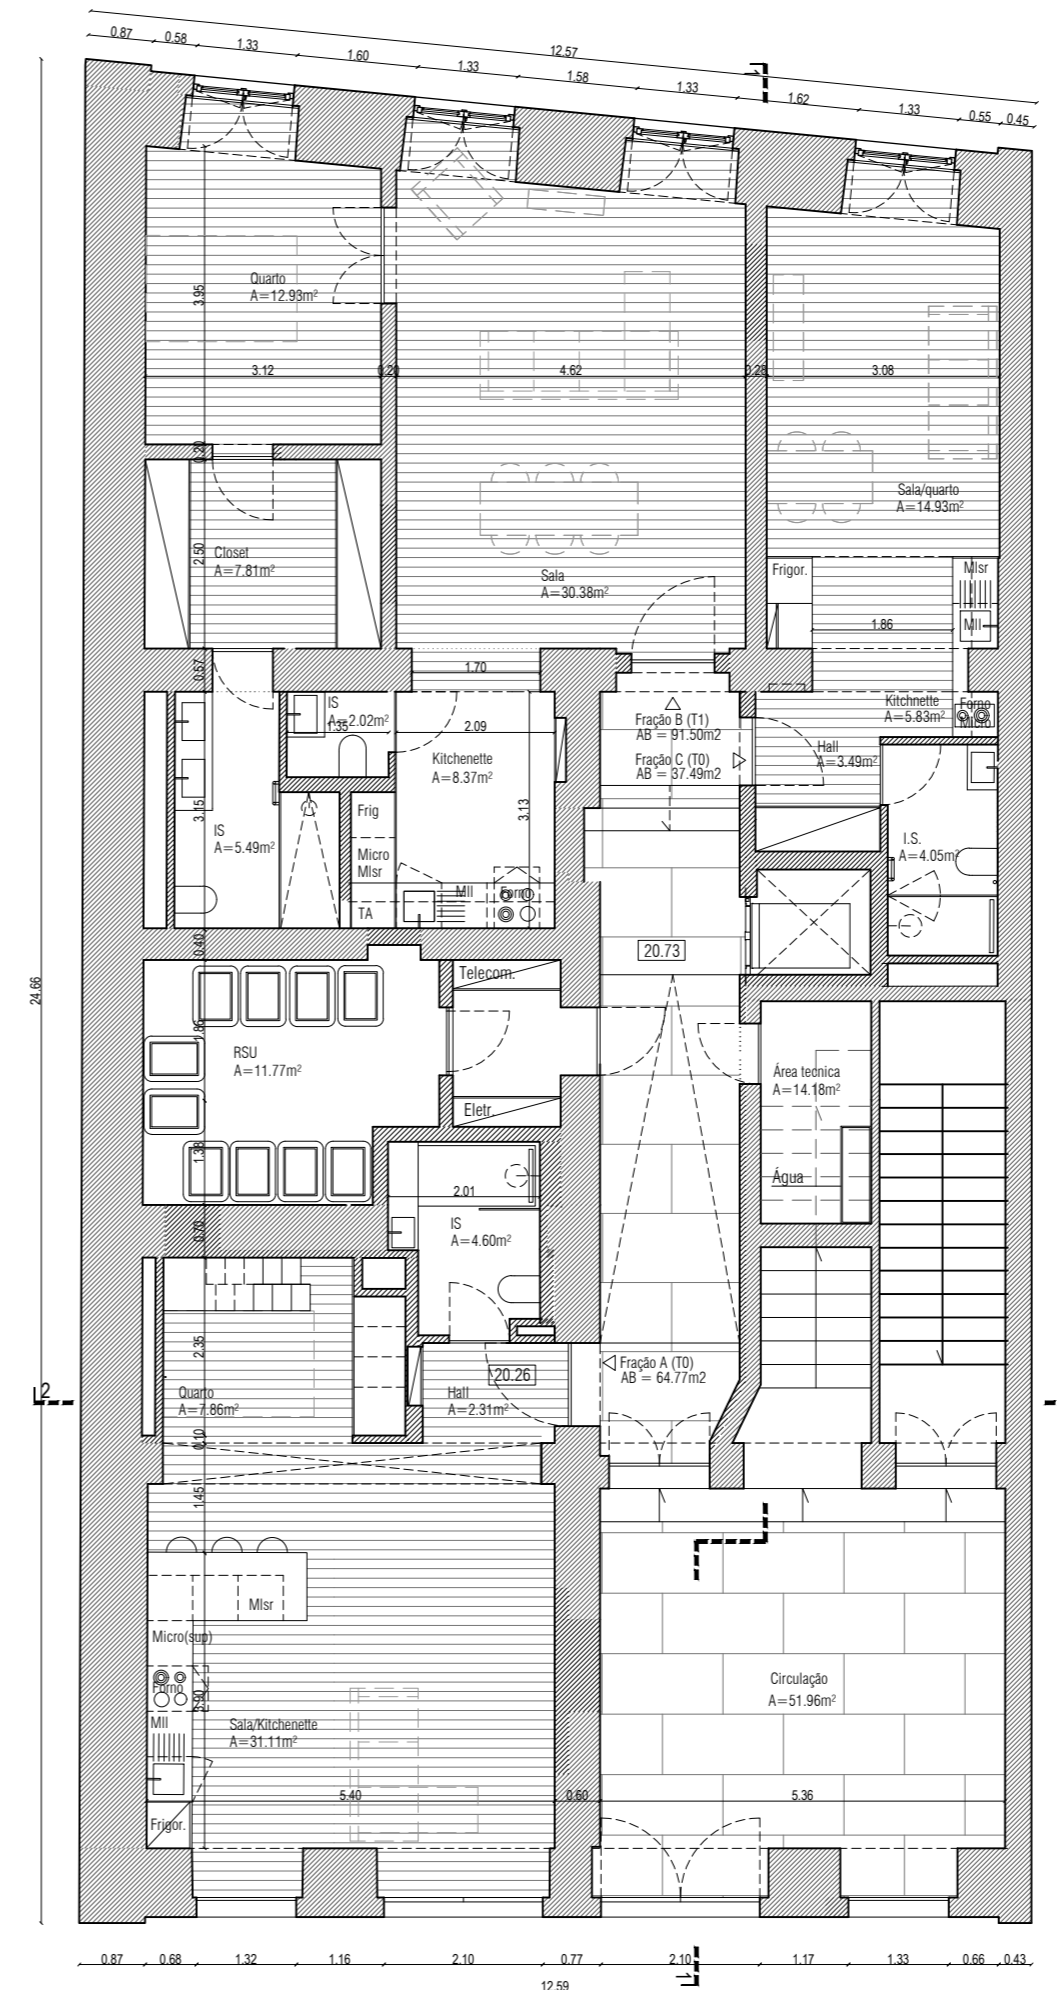 12.57
0.87 0.58 1.33 1.60 1.33 1.58 1.33 1.62 1.33 0.55 0.45
1
Quarto
A=12.93m²
3.95
3.12 0.20 4.62 0.28 3.08
0.20
Sala/quarto
A=14.93m²
Closet
A=7.81m²
2.50
Sala
A=30.38m²
Frigor.
Mlsr
Mll
1.86
0.57
1.70
IS
A=2.02m²
1.35
2.09
Kitchenette
A=8.37m²
Fração B (T1)
AB = 91.50m2
Fração C (T0)
AB = 37.49m2
Kitchnette
A=5.83m²
Forno
Micro
Hall
A=3.49m²
3.15
IS
A=5.49m²
Frig
Micro
Mlsr
TA
Mll
Forno
3.13
I.S.
A=4.05m²
0.40
20.73
24.66
Telecom.
1.86
RSU
A=11.77m²
Eletr.
Área tecnica
A=14.18m²
Água
1.38
2.01
IS
A=4.60m²
0.70
2.35
Quarto
A=7.86m²
Hall
A=2.31m²
20.26
Fração A (T0)
AB = 64.77m2
2
0.10
1.45
Mlsr
Micro(sup)
Forno
3.90
Mll
Sala/Kitchenette
A=31.11m²
Circulação
A=51.96m²
5.40 0.60 5.36
Frigor.
0.87 0.68 1.32 1.16 2.10 0.77 2.10 1.17 1.33 0.66 0.43
1
12.59